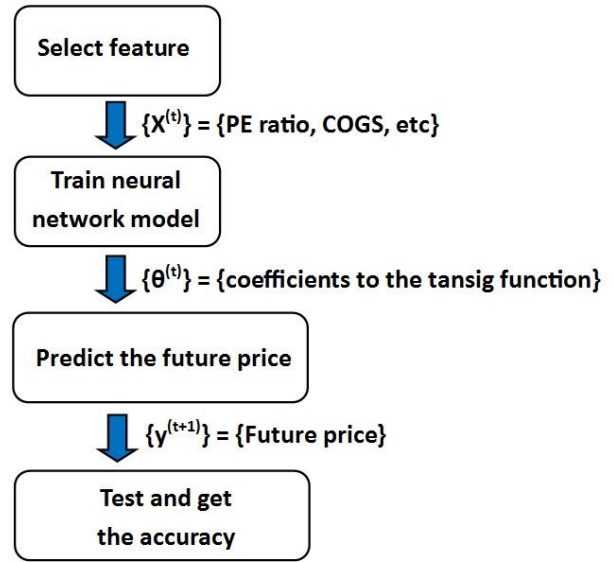 Select feature
{X⁽ᵗ⁾} = {PE ratio, COGS, etc}
Train neural
network model
{θ⁽ᵗ⁾} = {coefficients to the tansig function}
Predict the future price
{y⁽ᵗ⁺¹⁾} = {Future price}
Test and get
the accuracy